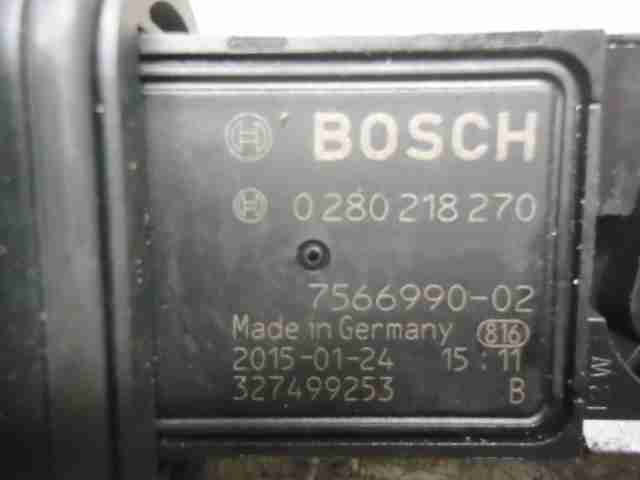 BOSCH
0 280 218 270
7566990-02
Made in Germany 816
2015-01-24 15:11
327499253 B